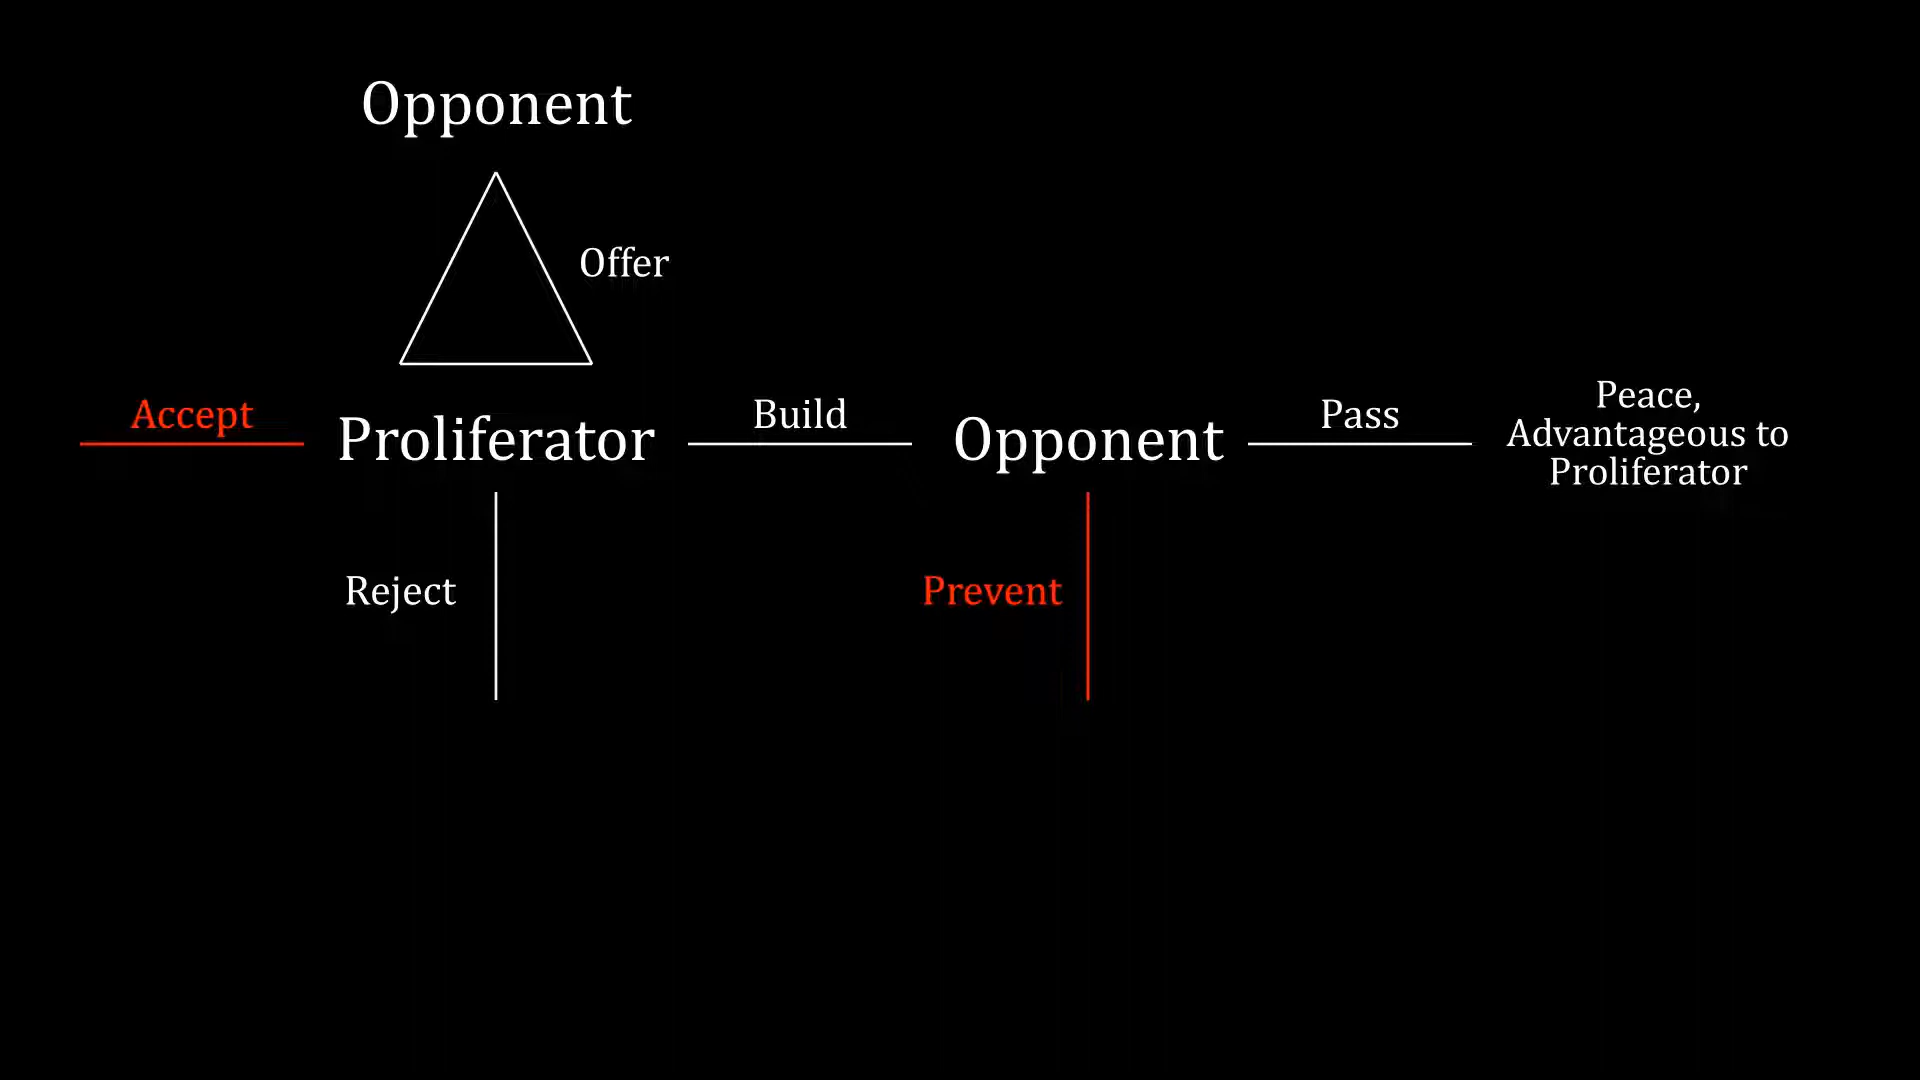 Opponent
Offer
Accept
Proliferator
Build
Opponent
Pass
Peace,
Advantageous to
Proliferator
Reject
Prevent